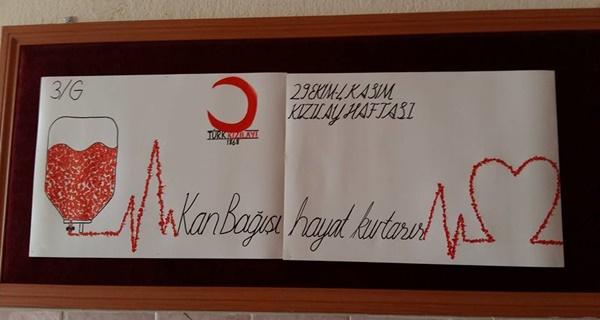 3/G
TÜRK KIZILAYI
1868
29 EKİM-4 KASIM
KIZILAY HAFTASI
Kan Bağışı hayat kurtarır